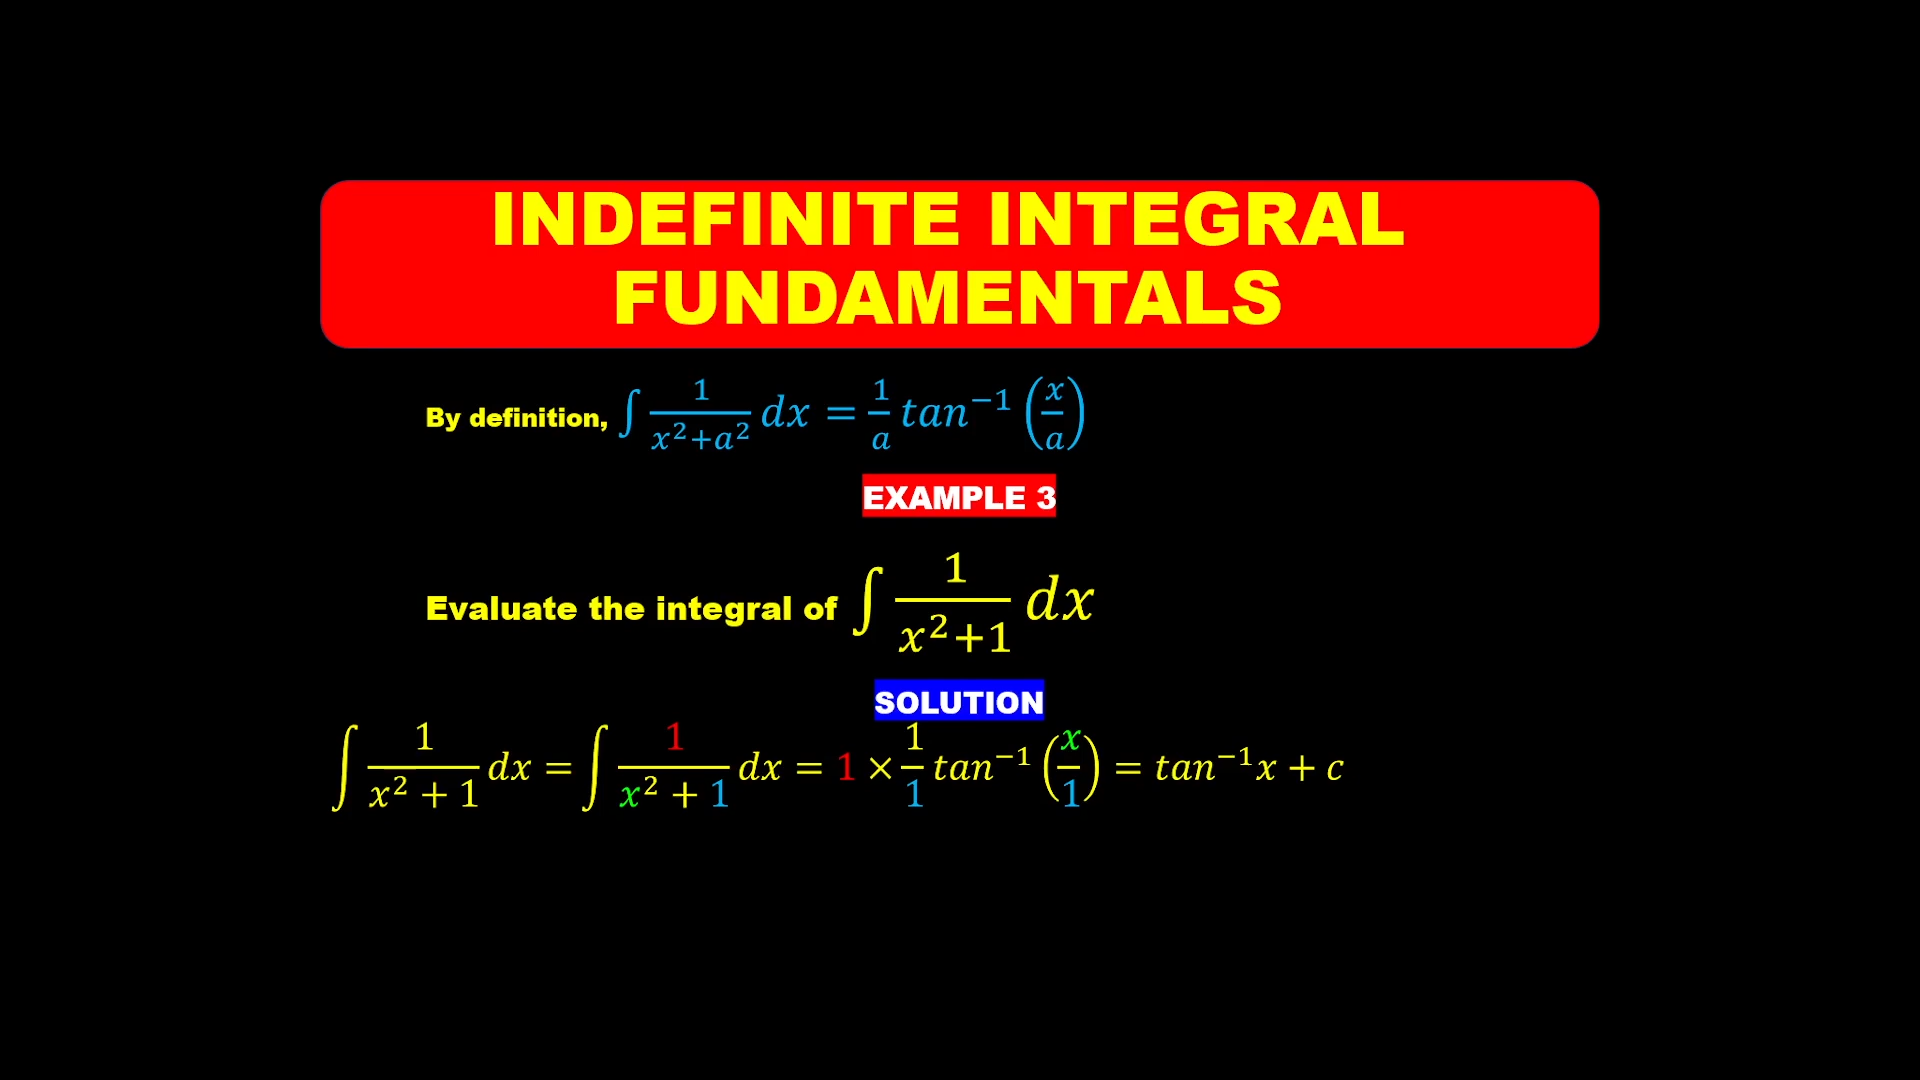 INDEFINITE INTEGRAL
FUNDAMENTALS
By definition, ∫ 1/(x²+a²) dx = 1/a tan⁻¹ (x/a)
EXAMPLE 3
Evaluate the integral of ∫ 1/(x²+1) dx
SOLUTION
∫ 1/(x² + 1) dx = ∫ 1/(x² + 1) dx = 1 × 1/1 tan⁻¹ (x/1) = tan⁻¹x + c